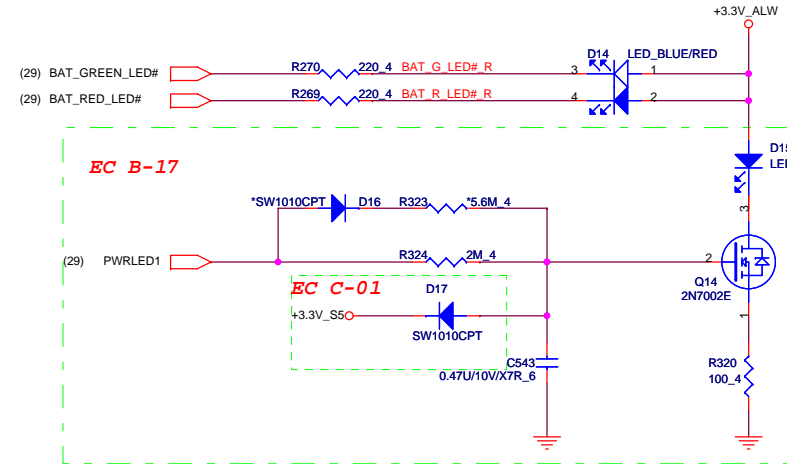 +3.3V_ALW
D14 LED_BLUE/RED
(29) BAT_GREEN_LED# R270 220_4 BAT_G_LED#_R 3 1
(29) BAT_RED_LED# R269 220_4 BAT_R_LED#_R 4 2
EC B-17
D15
LED
*SW1010CPT D16 R323 *5.6M_4
3
(29) PWRLED1 R324 2M_4 2
Q14
2N7002E
EC C-01
D17
+3.3V_S5
SW1010CPT
1
C543
0.47U/10V/X7R_6
R320
100_4